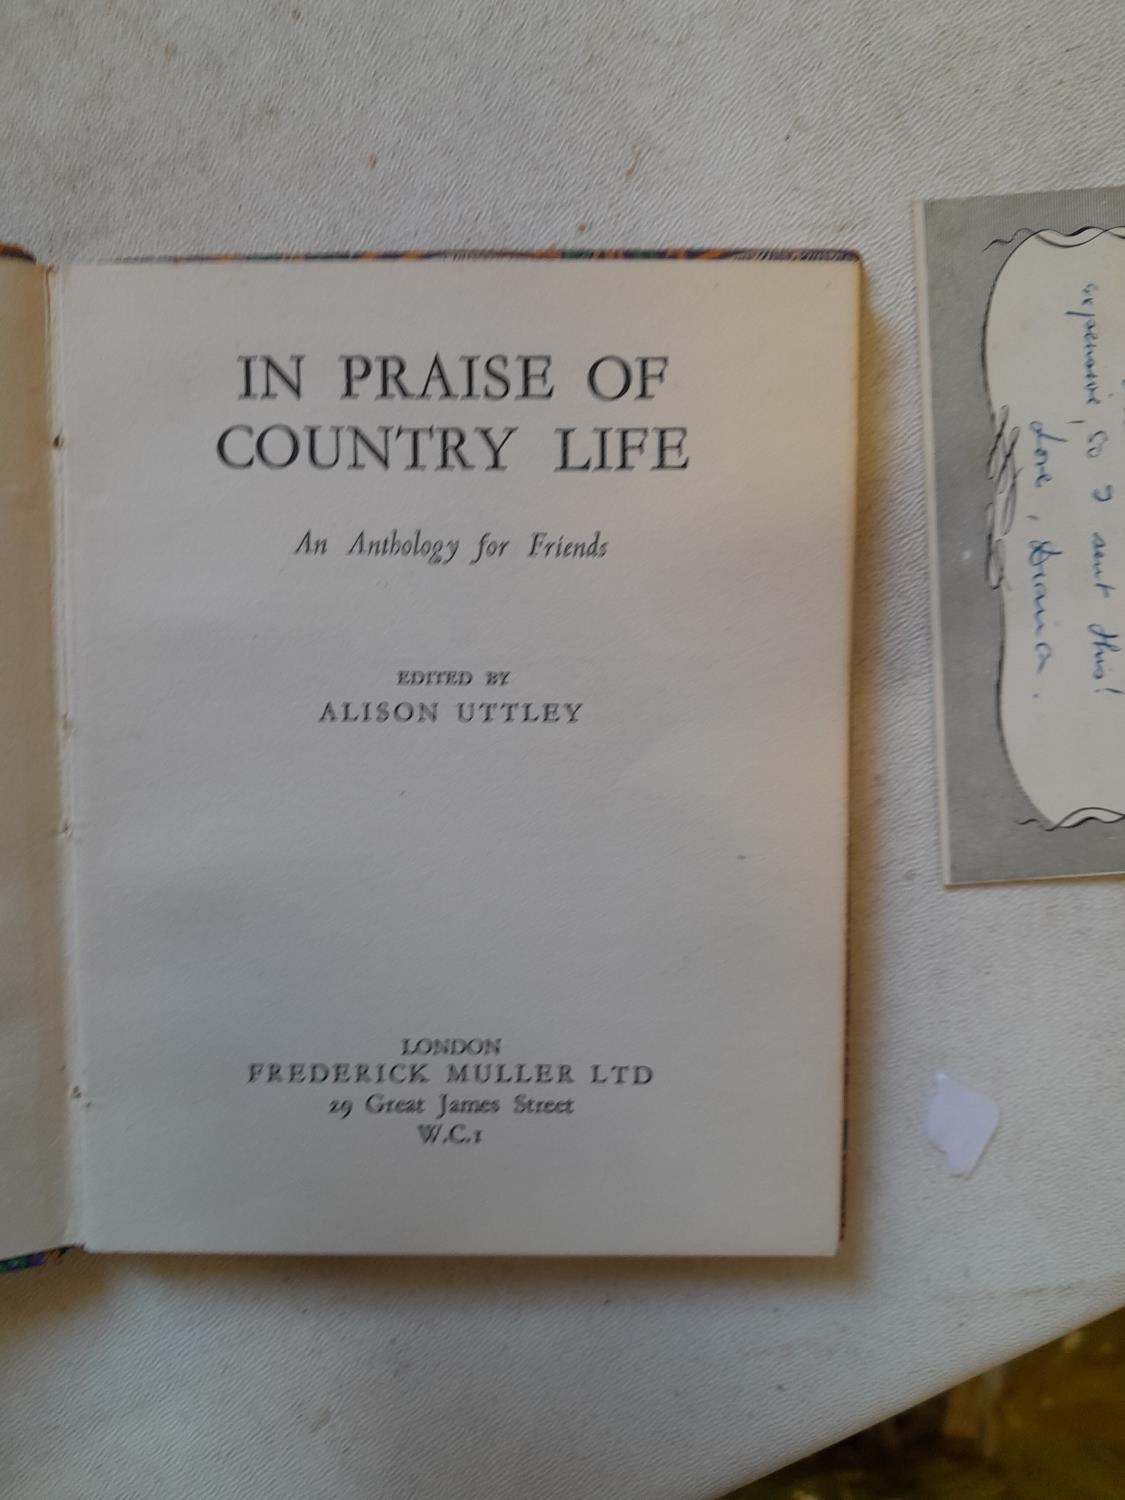 IN PRAISE OF
COUNTRY LIFE
An Anthology for Friends
EDITED BY
ALISON UTTLEY
LONDON
FREDERICK MULLER LTD
29 Great James Street
W.C.1
expensive, so I sent this!
Love,